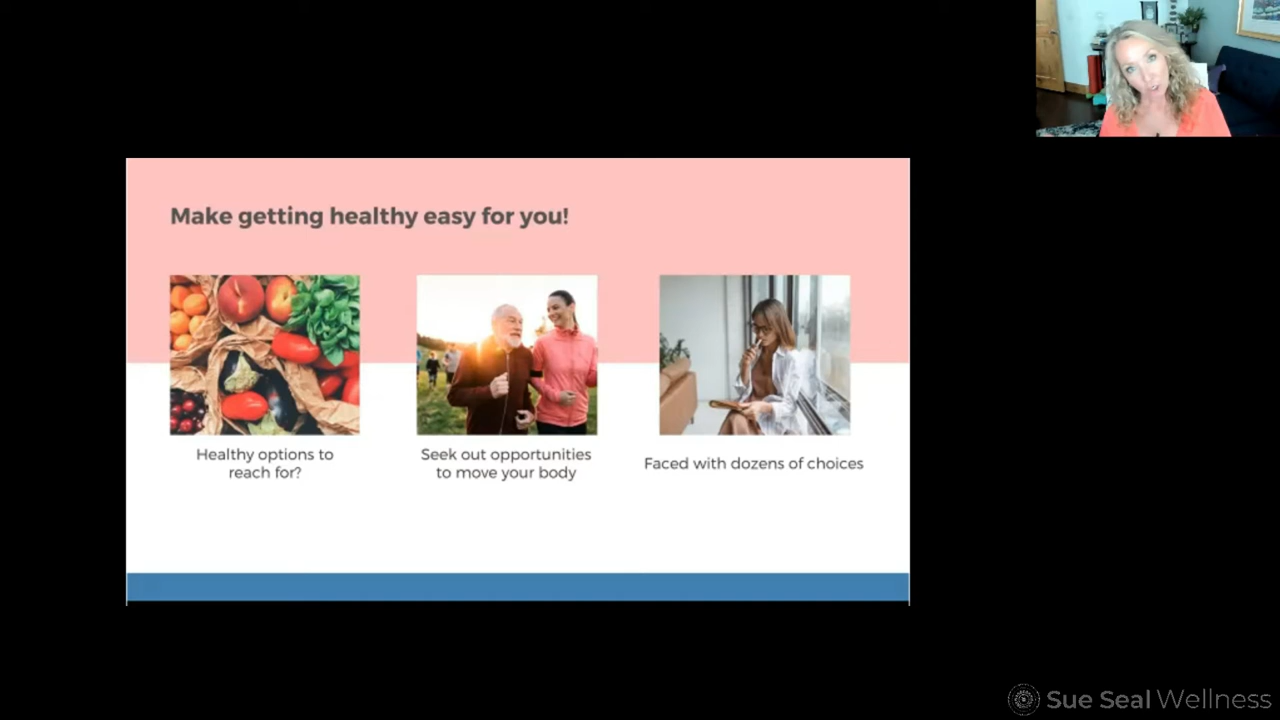 Make getting healthy easy for you!
Healthy options to
reach for?
Seek out opportunities
to move your body
Faced with dozens of choices
Sue Seal Wellness